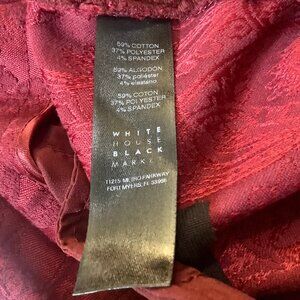 59% COTTON
37% POLYESTER
4% SPANDEX
59% ALGODON
37% poliéster
4% elastano
59% COTON
37% POLYESTER
4% SPANDEX
WHITE
HOUSE
BLACK
MARKET
11215 METRO PARKWAY
FORT MYERS, FL 33966